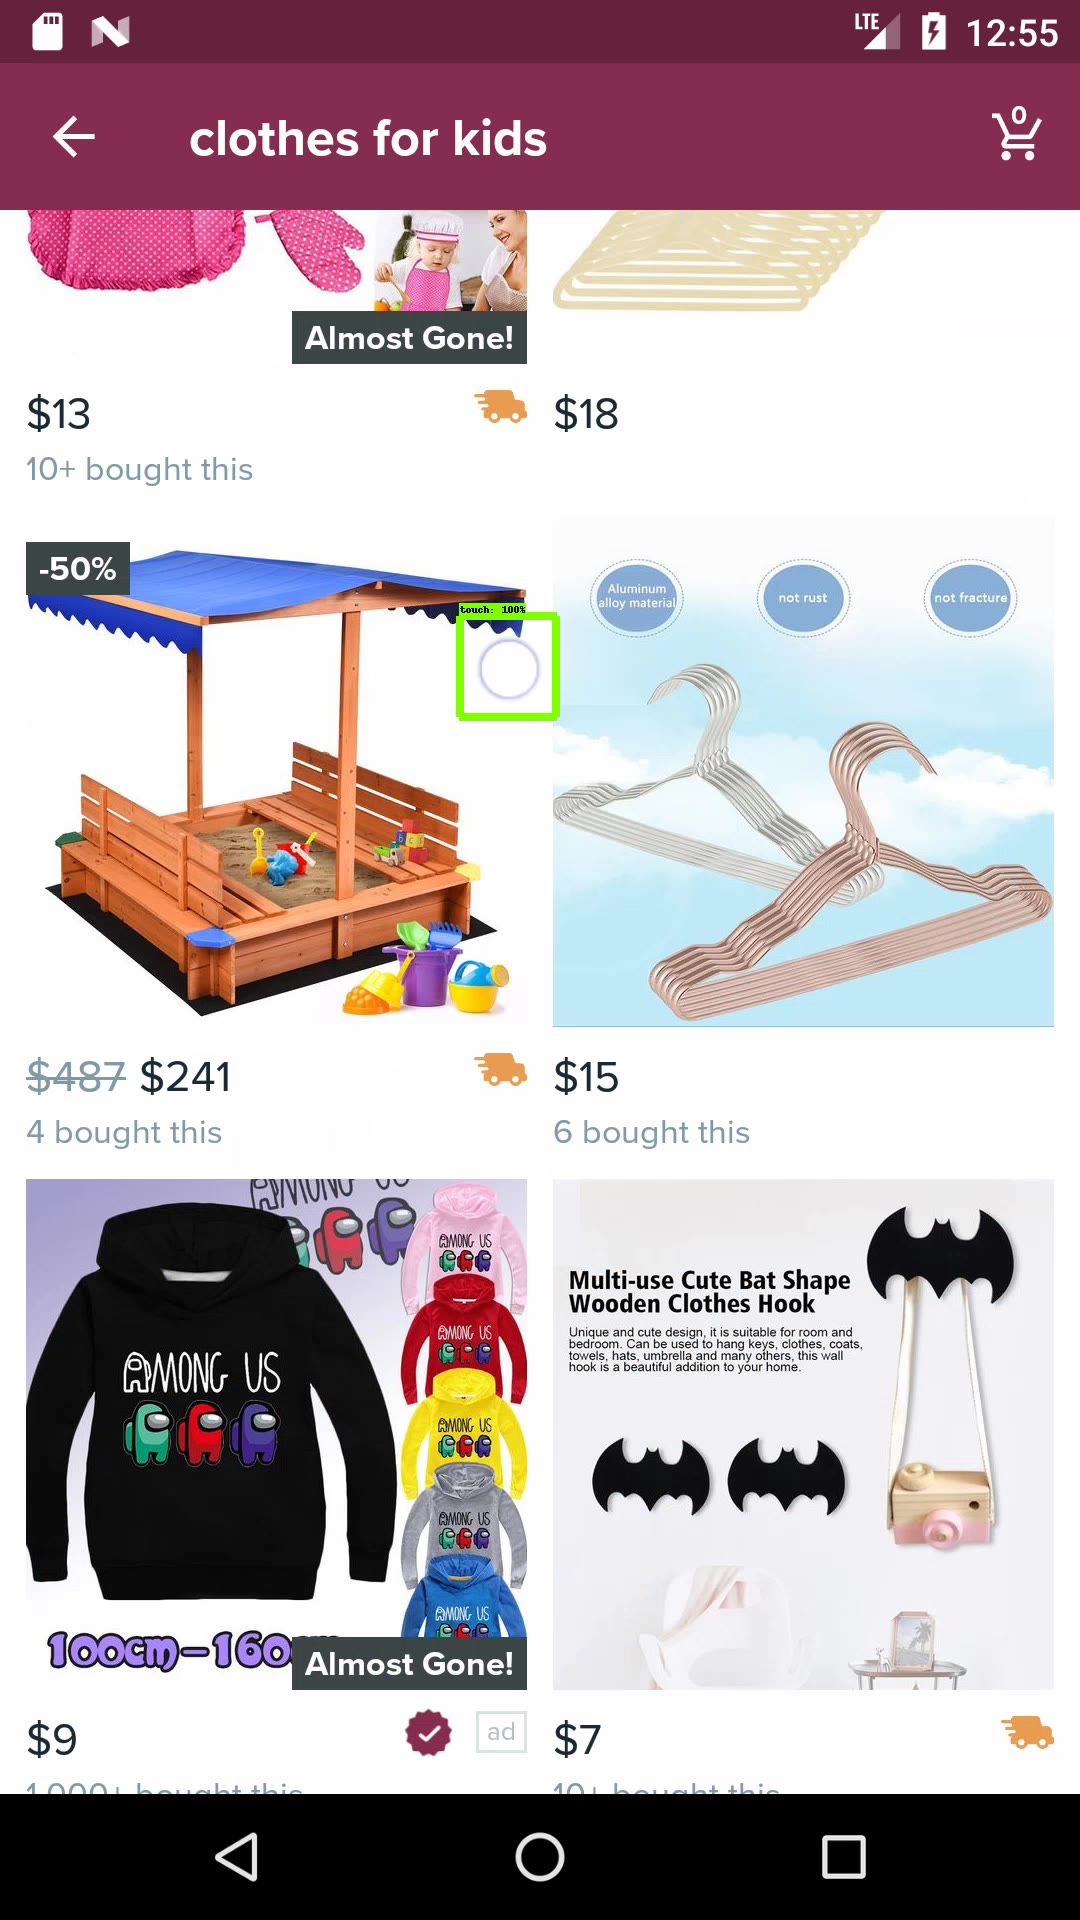 LTE
12:55
clothes for kids
0
Almost Gone!
$13
$18
10+ bought this
-50%
touch: 100%
Aluminum
alloy material
not rust
not fracture
$487 $241
$15
4 bought this
6 bought this
AMONG US
AMONG US
AMONG US
AMONG US
AMONG US
AMONG US
AMONG US
100cm-160
Almost Gone!
Multi-use Cute Bat Shape
Wooden Clothes Hook
Unique and cute design, it is suitable for room and
bedroom. Can be used to hang keys, clothes, coats,
towels, hats, umbrella and many others, this wall
hook is a beautiful addition to your home.
$9
ad
$7
1,000+ bought this
10+ bought this